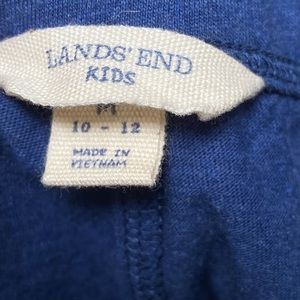 LANDS' END
KIDS
M
10 - 12
MADE IN
VIETNAM